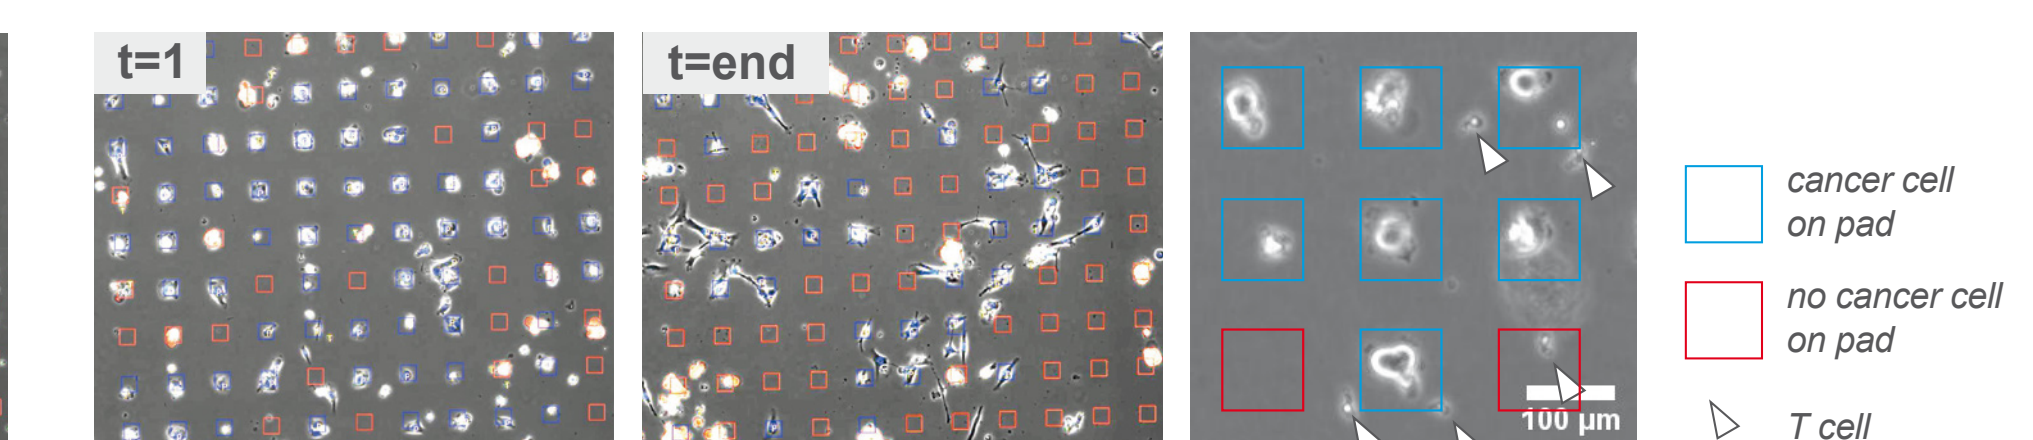 t=1
t=end
100 µm
cancer cell
on pad
no cancer cell
on pad
T cell